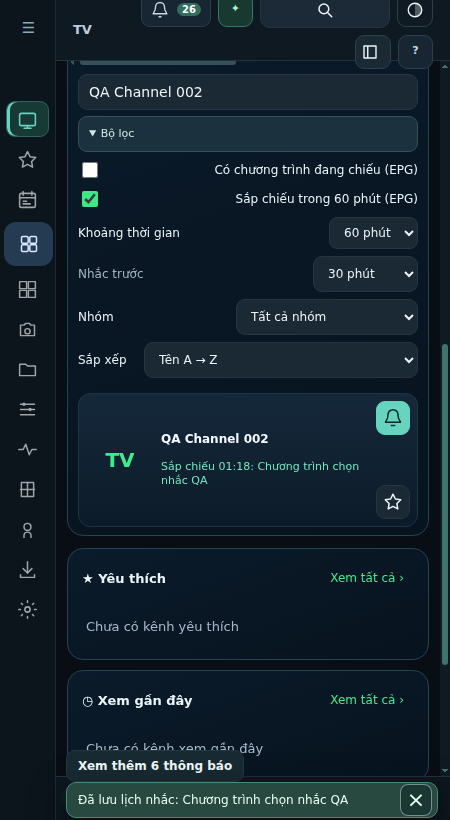 26
TV
?
QA Channel 002
▼ Bộ lọc
Có chương trình đang chiếu (EPG)
Sắp chiếu trong 60 phút (EPG)
Khoảng thời gian 60 phút
Nhắc trước 30 phút
Nhóm Tất cả nhóm
Sắp xếp Tên A → Z
TV
QA Channel 002
Sắp chiếu 01:18: Chương trình chọn
nhắc QA
★ Yêu thích Xem tất cả ›
Chưa có kênh yêu thích
◷ Xem gần đây Xem tất cả ›
Chưa có kênh xem gần đây
Xem thêm 6 thông báo
Đã lưu lịch nhắc: Chương trình chọn nhắc QA